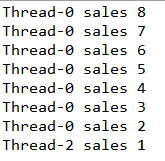 Thread-0 sales 8
Thread-0 sales 7
Thread-0 sales 6
Thread-0 sales 5
Thread-0 sales 4
Thread-0 sales 3
Thread-0 sales 2
Thread-2 sales 1